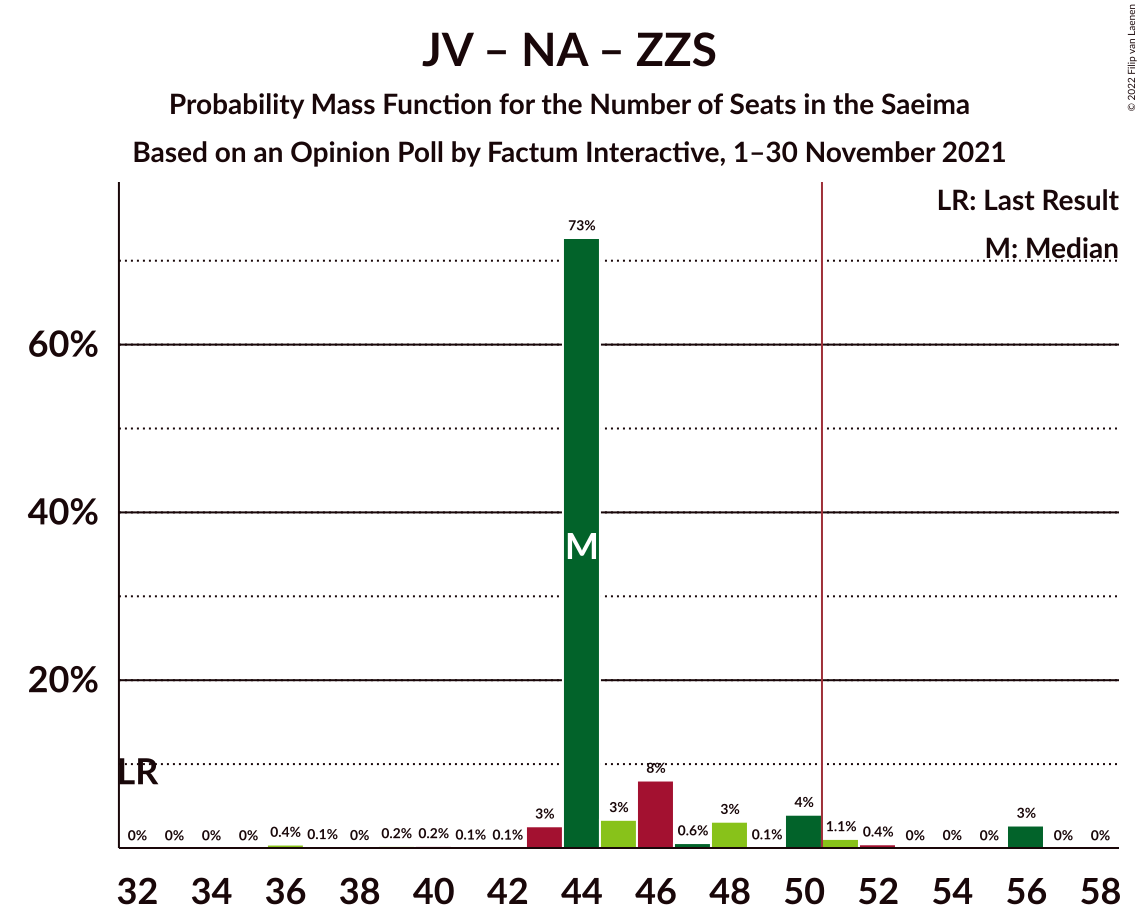 JV – NA – ZZS
Probability Mass Function for the Number of Seats in the Saeima
Based on an Opinion Poll by Factum Interactive, 1–30 November 2021
© 2022 Filip van Laenen
LR: Last Result
M: Median
60%
40%
20%
LR
M
0% 0% 0% 0% 0.4% 0.1% 0% 0.2% 0.2% 0.1% 0.1% 3% 73% 3% 8% 0.6% 3% 0.1% 4% 1.1% 0.4% 0% 0% 0% 3% 0% 0%
32 34 36 38 40 42 44 46 48 50 52 54 56 58